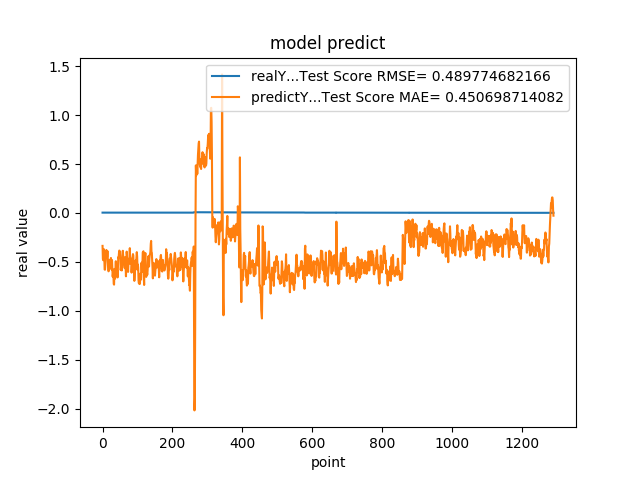 model predict
realY...Test Score RMSE= 0.489774682166
predictY...Test Score MAE= 0.450698714082
1.5
1.0
0.5
0.0
−0.5
−1.0
−1.5
−2.0
real value
0 200 400 600 800 1000 1200
point